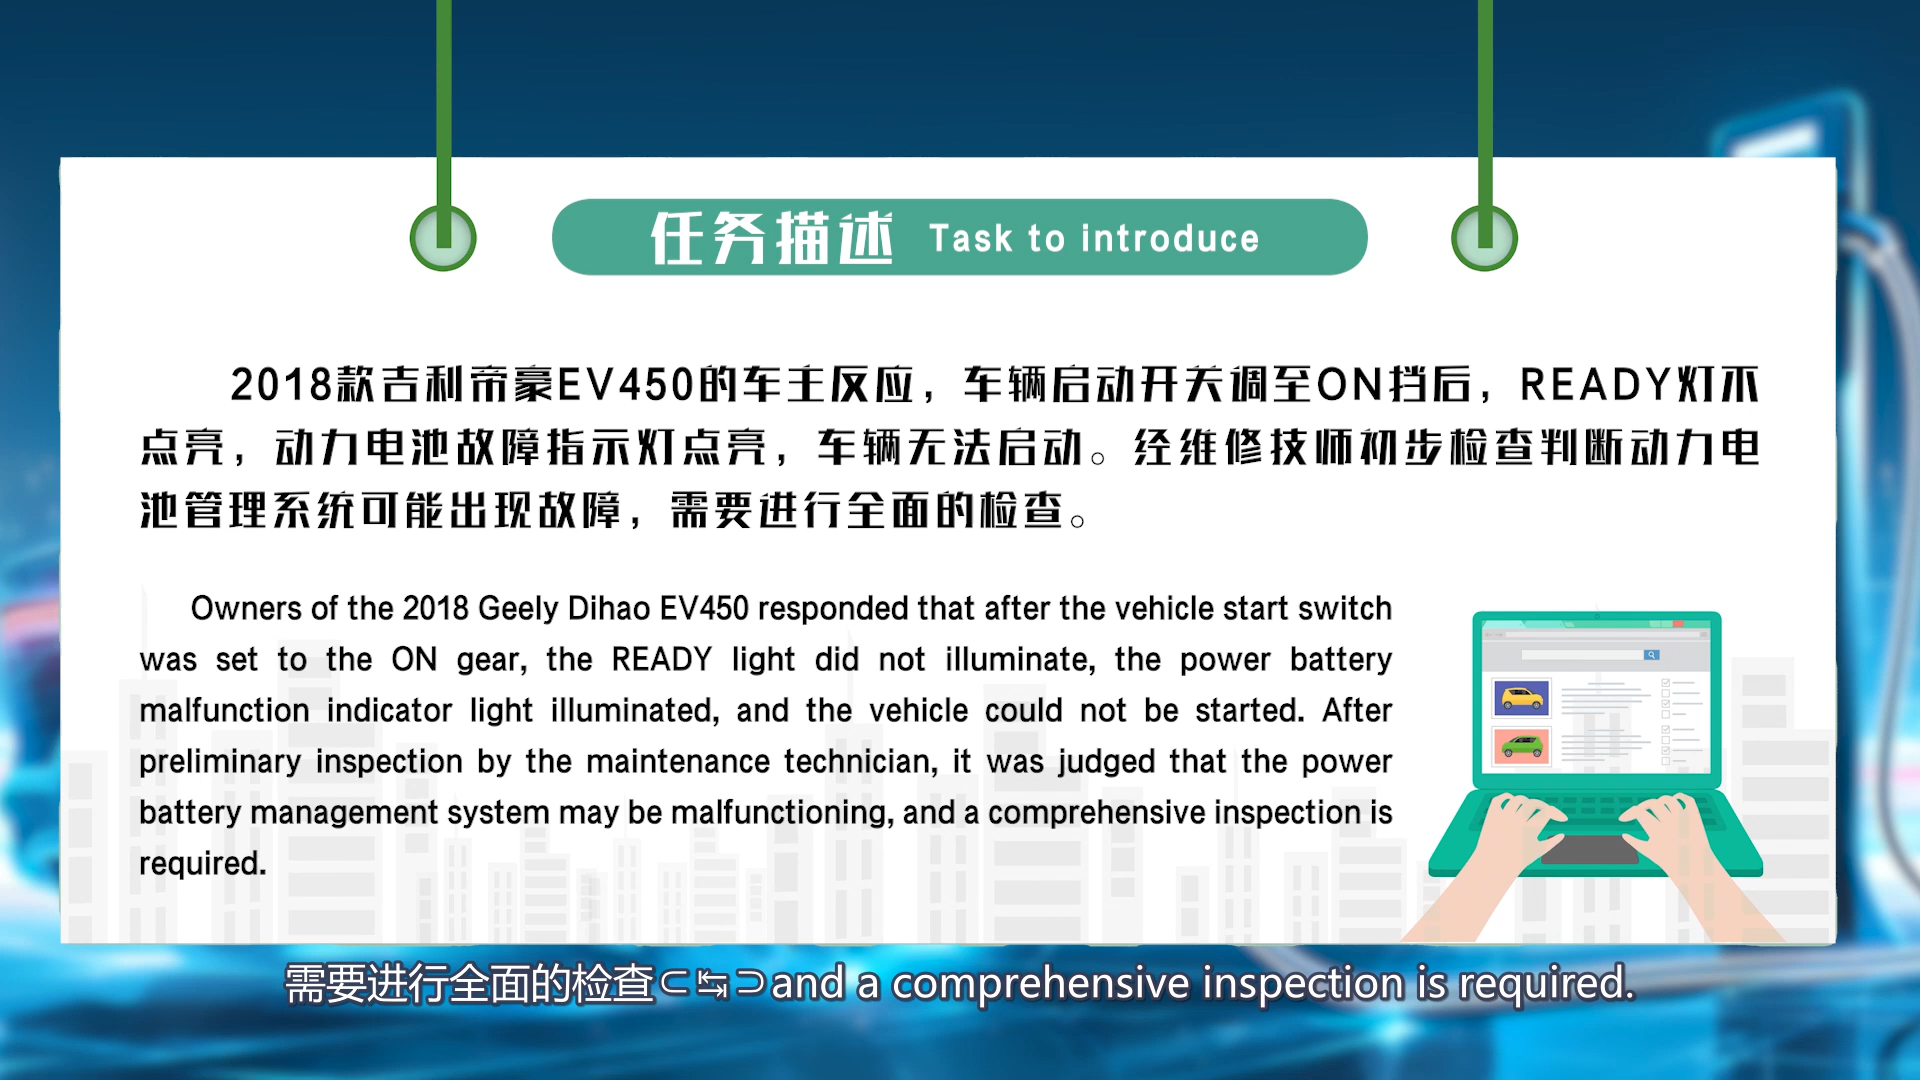 任务描述 Task to introduce
2018款吉利帝豪EV450的车主反应，车辆启动开关调至ON挡后，READY灯不
点亮，动力电池故障指示灯点亮，车辆无法启动。经维修技师初步检查判断动力电
池管理系统可能出现故障，需要进行全面的检查。
Owners of the 2018 Geely Dihao EV450 responded that after the vehicle start switch
was set to the ON gear, the READY light did not illuminate, the power battery
malfunction indicator light illuminated, and the vehicle could not be started. After
preliminary inspection by the maintenance technician, it was judged that the power
battery management system may be malfunctioning, and a comprehensive inspection is
required.
需要进行全面的检查⊂↹⊃and a comprehensive inspection is required.